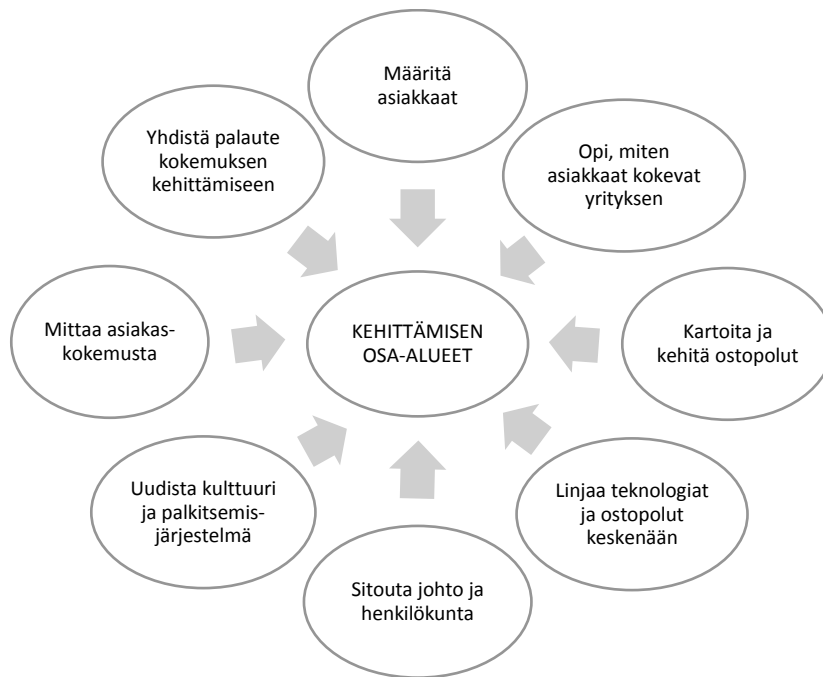 Määritä
asiakkaat
Opi, miten
asiakkaat kokevat
yrityksen
Kartoita ja
kehitä ostopolut
Linjaa teknologiat
ja ostopolut
keskenään
Sitouta johto ja
henkilökunta
Uudista kulttuuri
ja palkitsemis-
järjestelmä
Mittaa asiakas-
kokemusta
Yhdistä palaute
kokemuksen
kehittämiseen
KEHITTÄMISEN
OSA-ALUEET